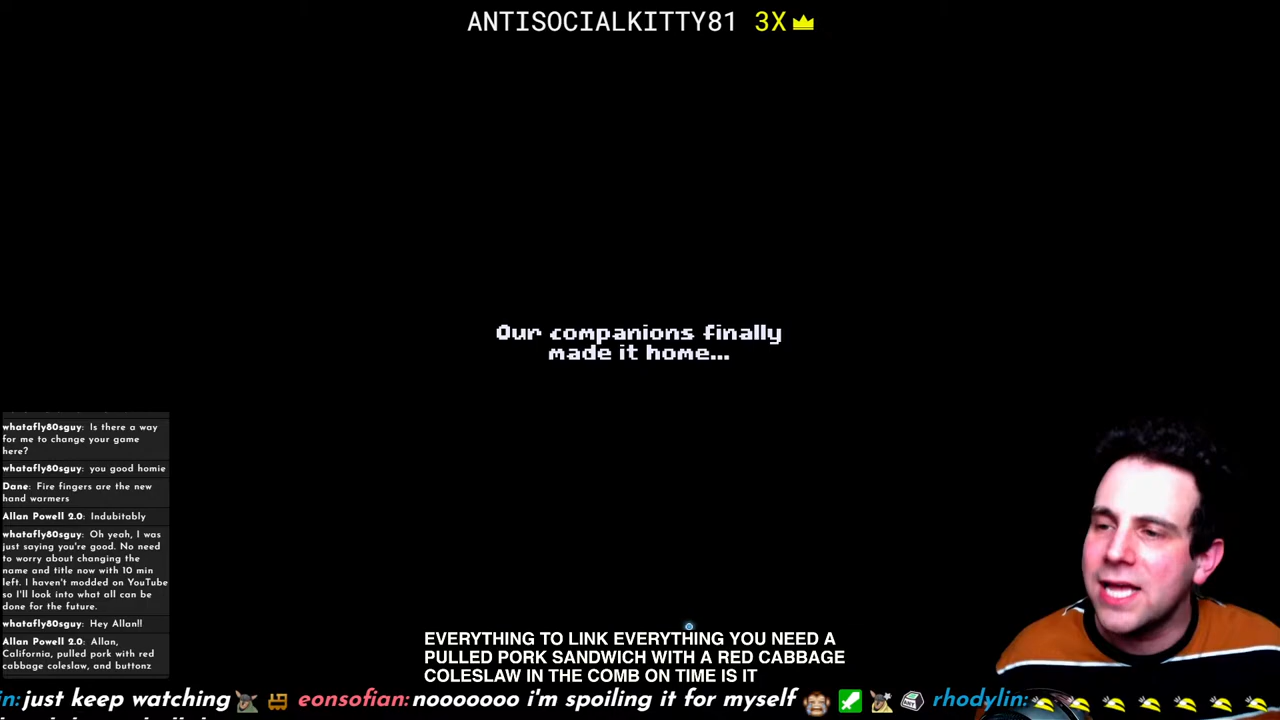 ANTISOCIALKITTY81 3X
Our companions finally
made it home...
whatafly80sguy: Is there a way
for me to change your game
here?
whatafly80sguy: you good homie
Dane: Fire fingers are the new
hand warmers
Allan Powell 2.0: Indubitably
whatafly80sguy: Oh yeah, I was
just saying you're good. No need
to worry about changing the
name and title now with 10 min
left. I haven't modded on YouTube
so I'll look into what all can be
done for the future.
whatafly80sguy: Hey Allan!!
Allan Powell 2.0: Allan,
California, pulled pork with red
cabbage coleslaw, and buttonz
EVERYTHING TO LINK EVERYTHING YOU NEED A
PULLED PORK SANDWICH WITH A RED CABBAGE
COLESLAW IN THE COMB ON TIME IS IT
in: just keep watching eonsofian: nooooooo i'm spoiling it for myself rhodylin: